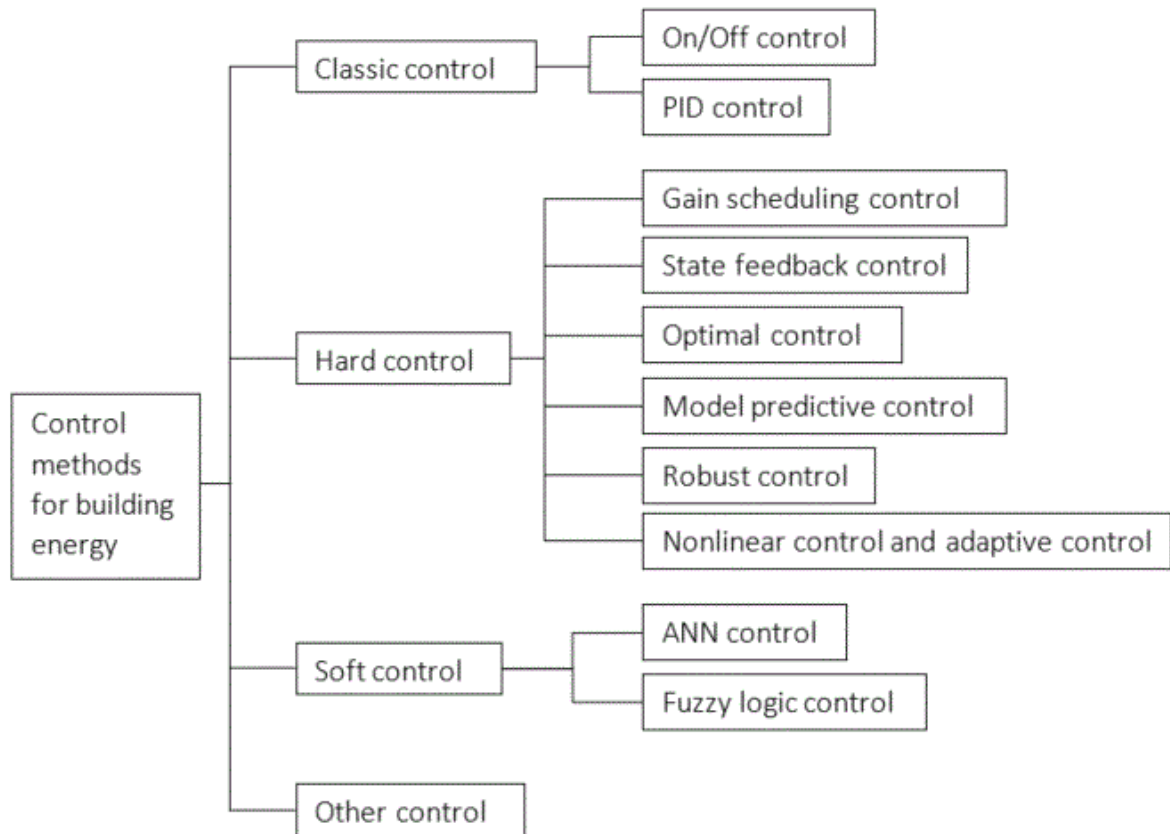 Classic control
On/Off control
PID control
Hard control
Gain scheduling control
State feedback control
Optimal control
Model predictive control
Robust control
Nonlinear control and adaptive control
Control
methods
for building
energy
Soft control
ANN control
Fuzzy logic control
Other control